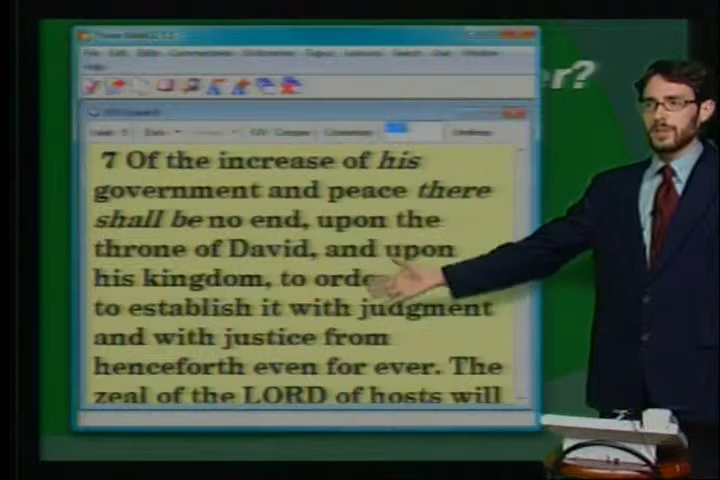 er?
7 Of the increase of his
government and peace there
shall be no end, upon the
throne of David, and upon
his kingdom, to orde
to establish it with judgment
and with justice from
henceforth even for ever. The
zeal of the LORD of hosts will